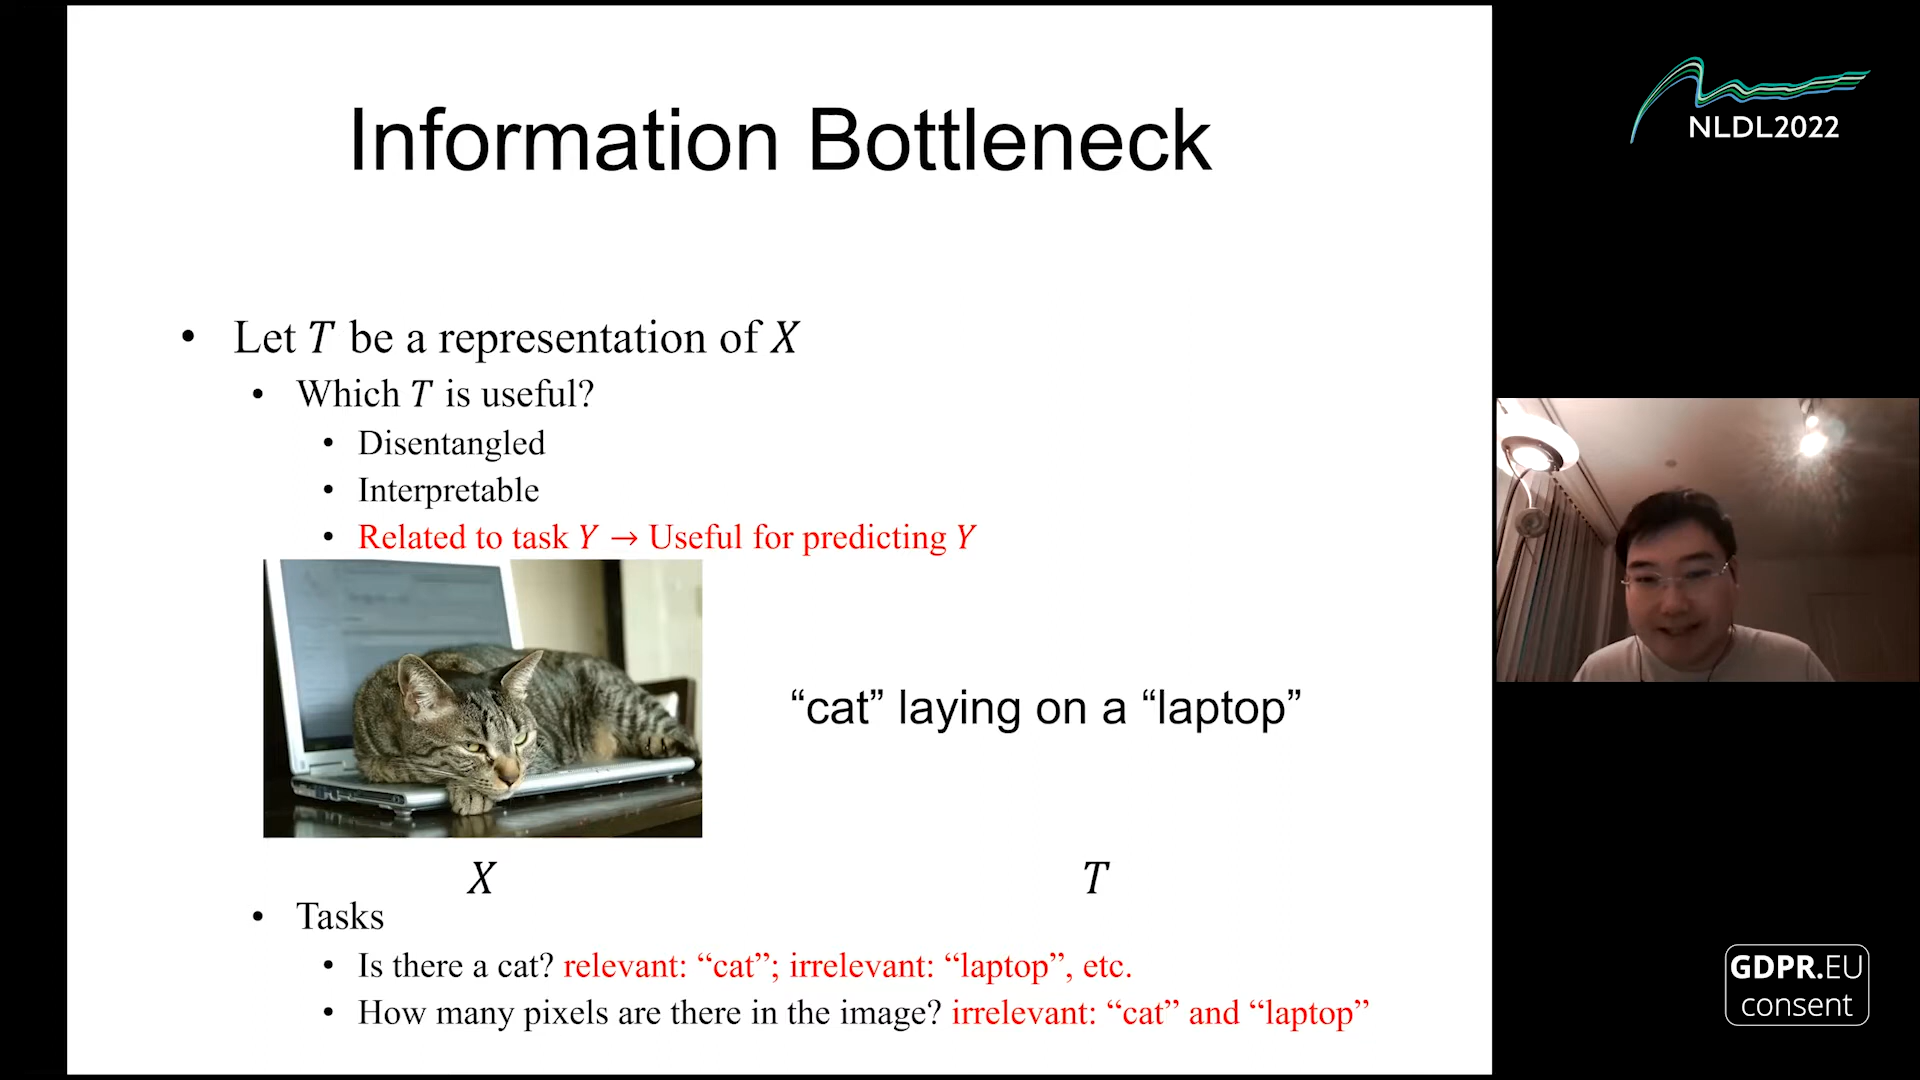 Information Bottleneck
NLDL2022
• Let T be a representation of X
• Which T is useful?
• Disentangled
• Interpretable
• Related to task Y → Useful for predicting Y
“cat” laying on a “laptop”
X
T
• Tasks
• Is there a cat? relevant: “cat”; irrelevant: “laptop”, etc.
• How many pixels are there in the image? irrelevant: “cat” and “laptop”
GDPR.EU
consent